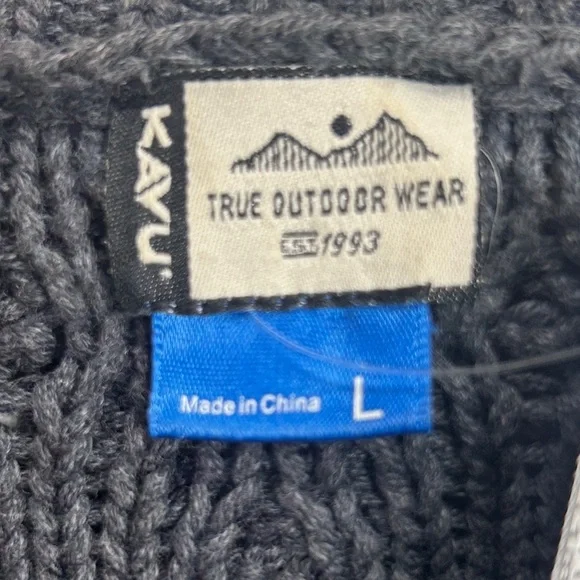 KAVU
TRUE OUTDOOR WEAR
EST. 1993
Made in China L